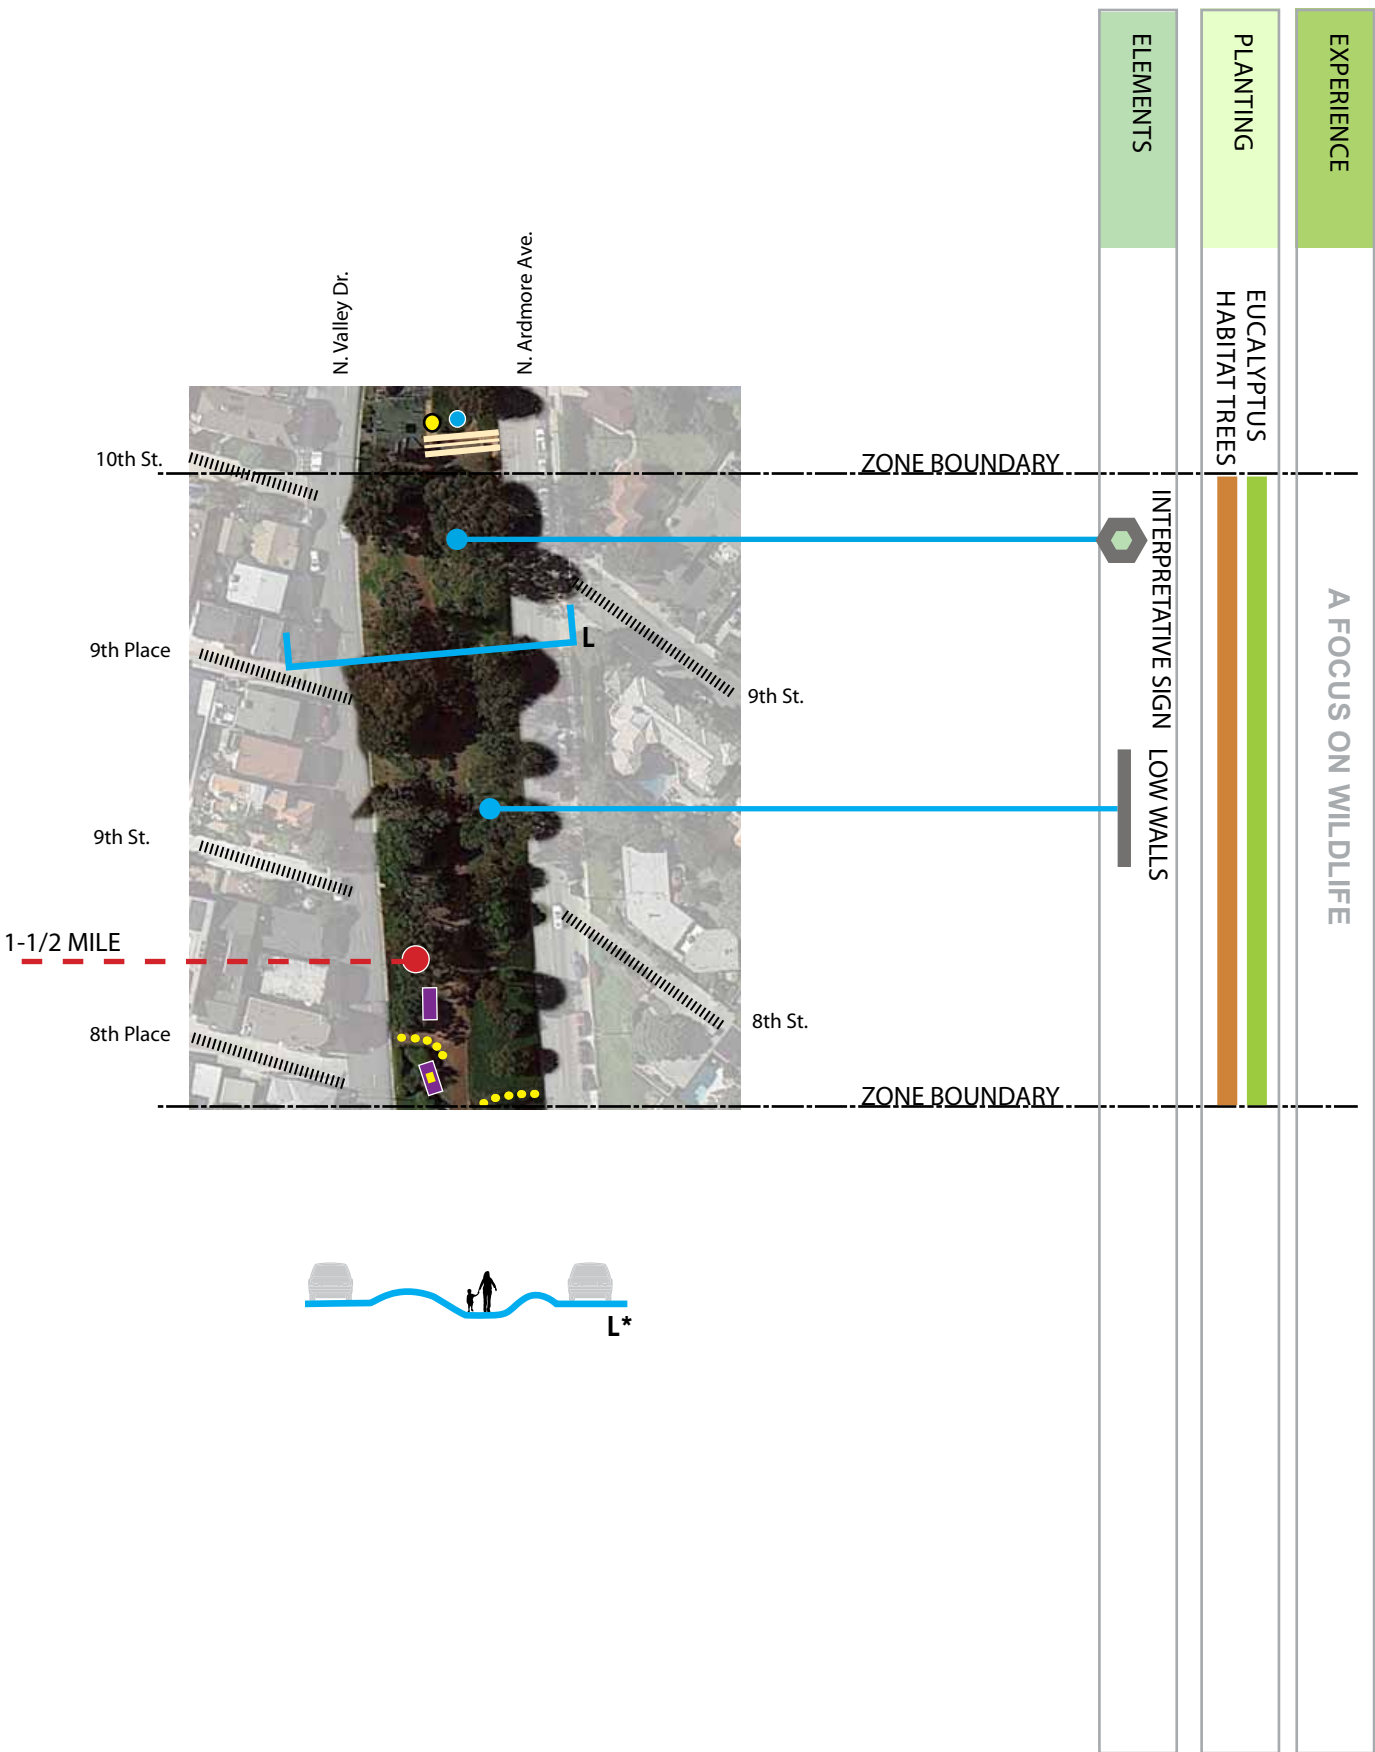 ELEMENTS
PLANTING
EXPERIENCE
N. Valley Dr.
N. Ardmore Ave.
EUCALYPTUS
HABITAT TREES
10th St.
ZONE BOUNDARY
INTERPRETATIVE SIGN
A FOCUS ON WILDLIFE
L
9th Place
9th St.
LOW WALLS
9th St.
1-1/2 MILE
8th St.
8th Place
ZONE BOUNDARY
L*